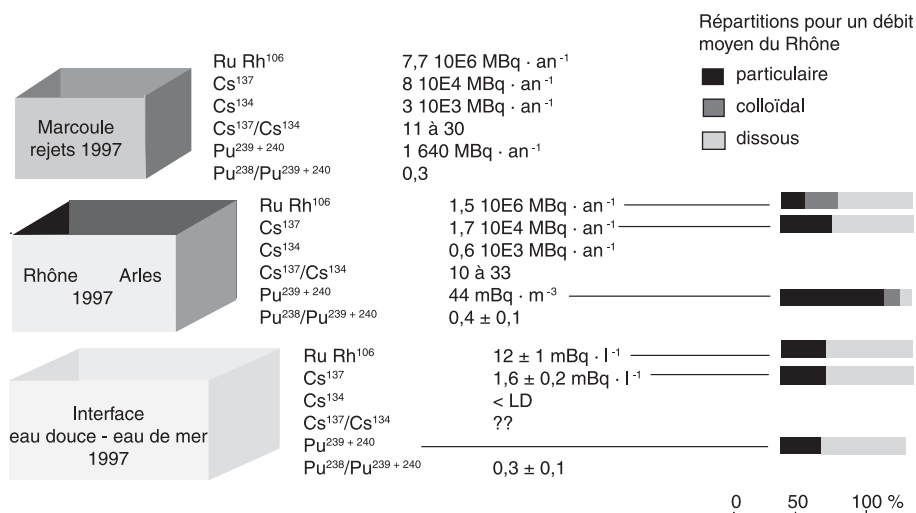 Répartitions pour un débit
moyen du Rhône
particulaire
colloïdal
dissous
Marcoule
rejets 1997
Ru Rh¹⁰⁶ 7,7 10E6 MBq · an⁻¹
Cs¹³⁷ 8 10E4 MBq · an⁻¹
Cs¹³⁴ 3 10E3 MBq · an⁻¹
Cs¹³⁷/Cs¹³⁴ 11 à 30
Pu²³⁹ ⁺ ²⁴⁰ 1 640 MBq · an⁻¹
Pu²³⁸/Pu²³⁹ ⁺ ²⁴⁰ 0,3
Rhône Arles
1997
Ru Rh¹⁰⁶ 1,5 10E6 MBq · an⁻¹
Cs¹³⁷ 1,7 10E4 MBq · an⁻¹
Cs¹³⁴ 0,6 10E3 MBq · an⁻¹
Cs¹³⁷/Cs¹³⁴ 10 à 33
Pu²³⁹ ⁺ ²⁴⁰ 44 mBq · m⁻³
Pu²³⁸/Pu²³⁹ ⁺ ²⁴⁰ 0,4 ± 0,1
Interface
eau douce - eau de mer
1997
Ru Rh¹⁰⁶ 12 ± 1 mBq · l⁻¹
Cs¹³⁷ 1,6 ± 0,2 mBq · l⁻¹
Cs¹³⁴ < LD
Cs¹³⁷/Cs¹³⁴ ??
Pu²³⁹ ⁺ ²⁴⁰
Pu²³⁸/Pu²³⁹ ⁺ ²⁴⁰ 0,3 ± 0,1
0 50 100 %